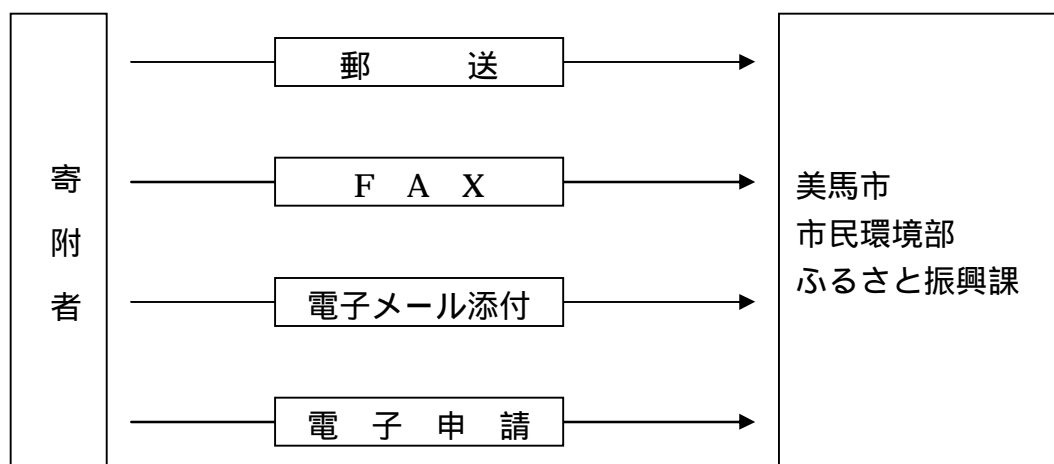 寄附者
郵送
FAX
電子メール添付
電子申請
美馬市
市民環境部
ふるさと振興課